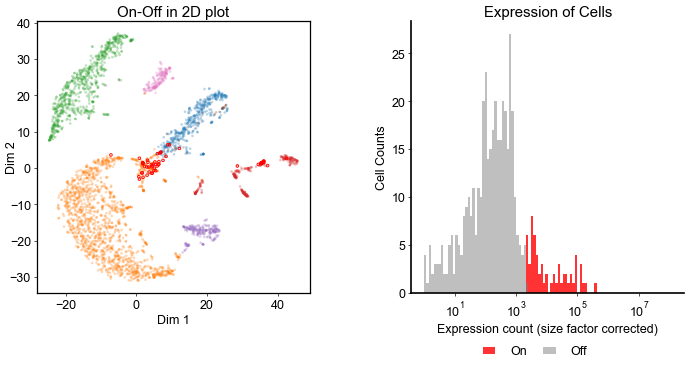 On-Off in 2D plot
40
30
20
10
0
−10
−20
−30
Dim 2
−20 0 20 40
Dim 1
Expression of Cells
25
20
15
10
5
0
Cell Counts
10^1 10^3 10^5 10^7
Expression count (size factor corrected)
On Off